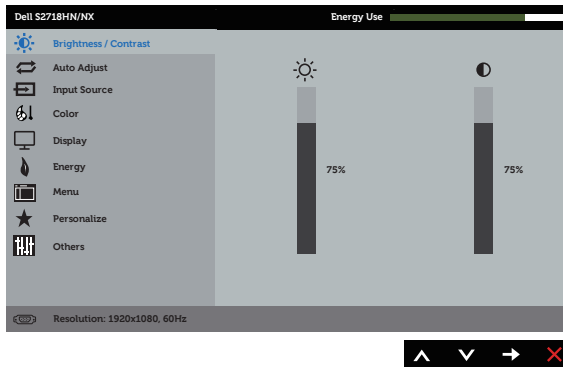 Dell S2718HN/NX
Energy Use
Brightness / Contrast
Auto Adjust
Input Source
Color
Display
Energy
Menu
Personalize
Others
75%
75%
Resolution: 1920x1080, 60Hz